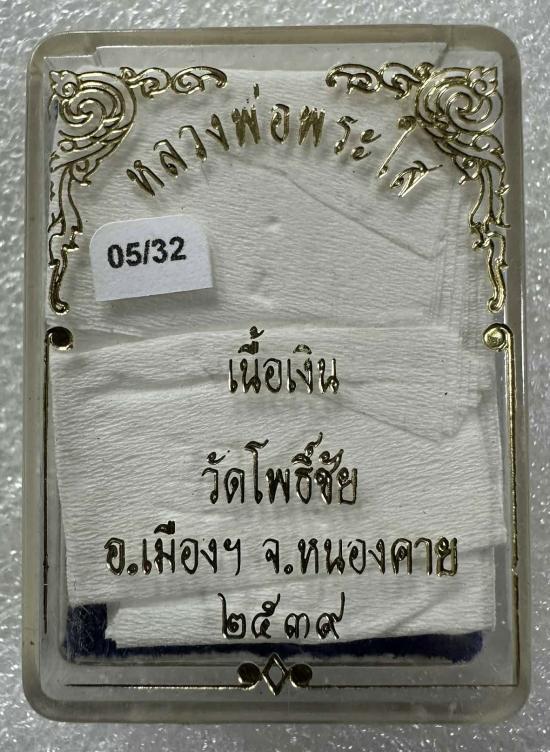 หลวงพ่อพระใส
05/32
เนื้อเงิน
วัดโพธิ์ชัย
อ.เมืองฯ จ.หนองคาย
๒๕๓๙